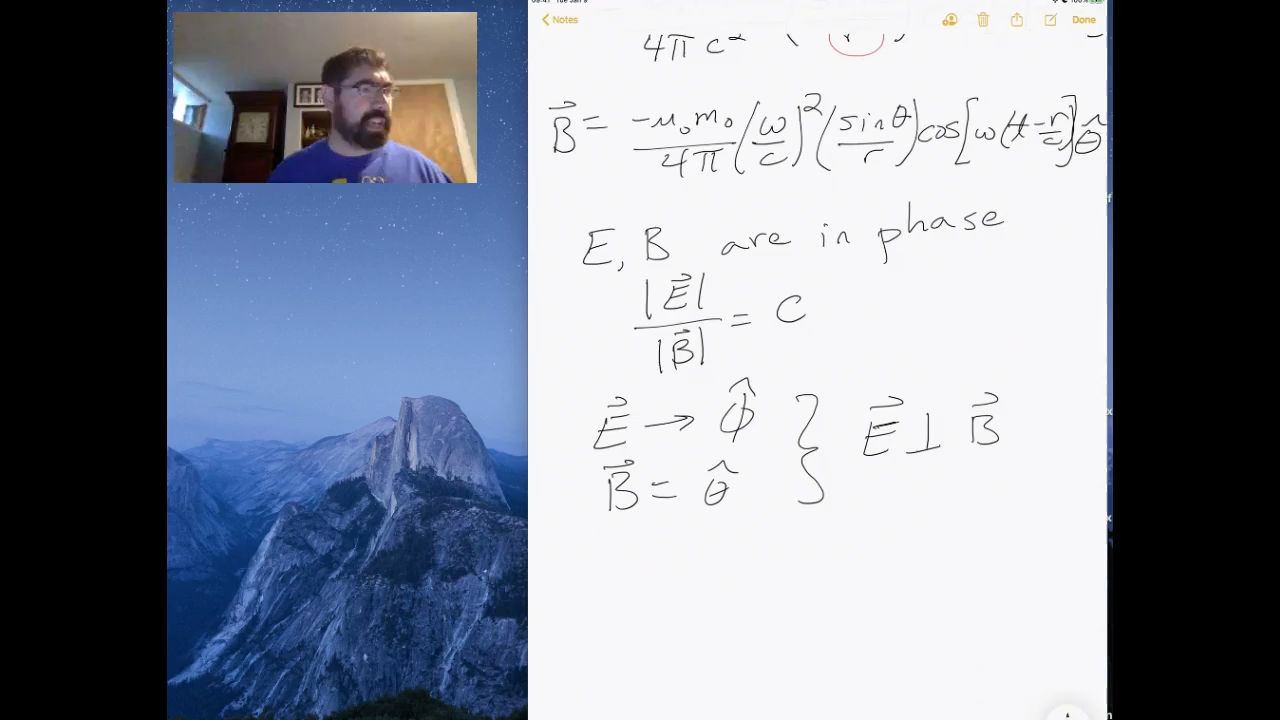 Notes
Done
4π c²
B⃗ = -μ₀m₀/4π (ω/c)² (sinθ/r) cos[ω(t-r/c)] θ̂
E, B are in phase
|E⃗|/|B⃗| = c
E⃗ → φ̂ } E⃗ ⊥ B⃗
B⃗ = θ̂